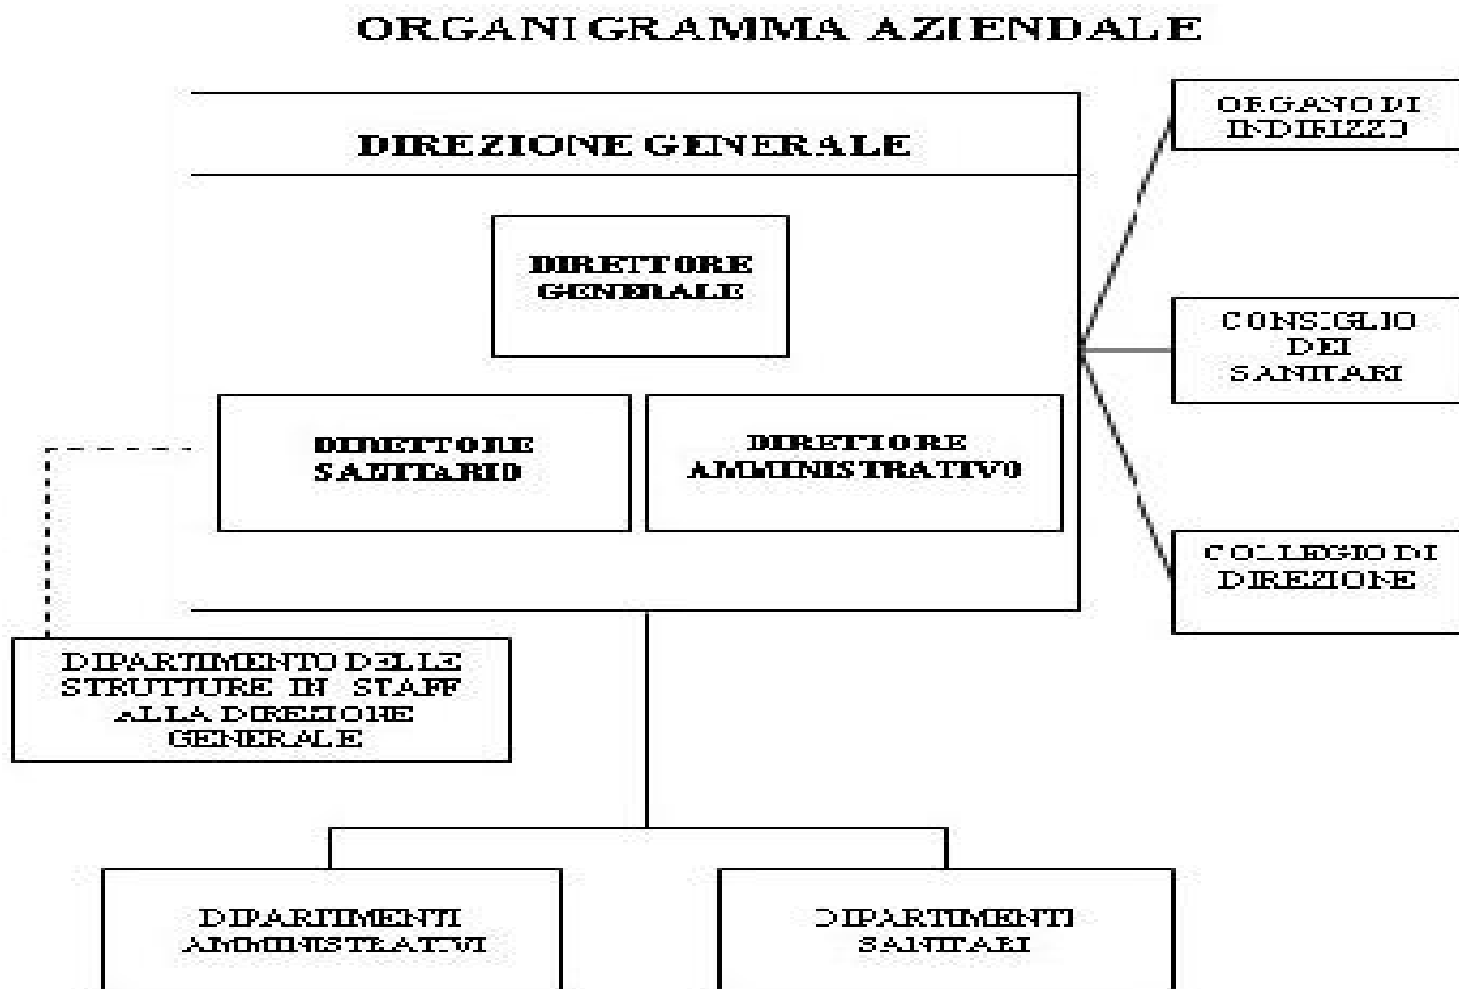 ORGANIGRAMMA AZIENDALE
DIREZIONE GENERALE
ORGANO DI
INDIRIZZO
DIRETTORE
GENERALE
CONSIGLIO
DEI
SANITARI
DIRETTORE
SANITARIO
DIRETTORE
AMMINISTRATIVO
COLLEGIO DI
DIREZIONE
DIPARTIMENTO DELLE
STRUTTURE IN STAFF
ALLA DIREZIONE
GENERALE
DIPARTIMENTI
AMMINISTRATIVI
DIPARTIMENTI
SANITARI